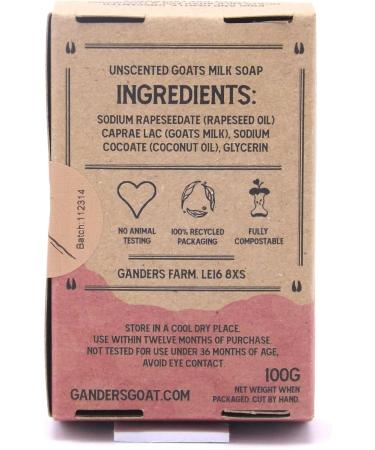 UNSCENTED GOATS MILK SOAP
INGREDIENTS:
SODIUM RAPESEEDATE (RAPESEED OIL)
CAPRAE LAC (GOATS MILK), SODIUM
COCOATE (COCONUT OIL), GLYCERIN
NO ANIMAL
TESTING
100% RECYCLED
PACKAGING
FULLY
COMPOSTABLE
Batch:112314
GANDERS FARM. LE16 8XS
STORE IN A COOL DRY PLACE.
USE WITHIN TWELVE MONTHS OF PURCHASE.
NOT TESTED FOR USE UNDER 36 MONTHS OF AGE,
AVOID EYE CONTACT.
100G
NET WEIGHT WHEN
PACKAGED. CUT BY HAND.
GANDERSGOAT.COM